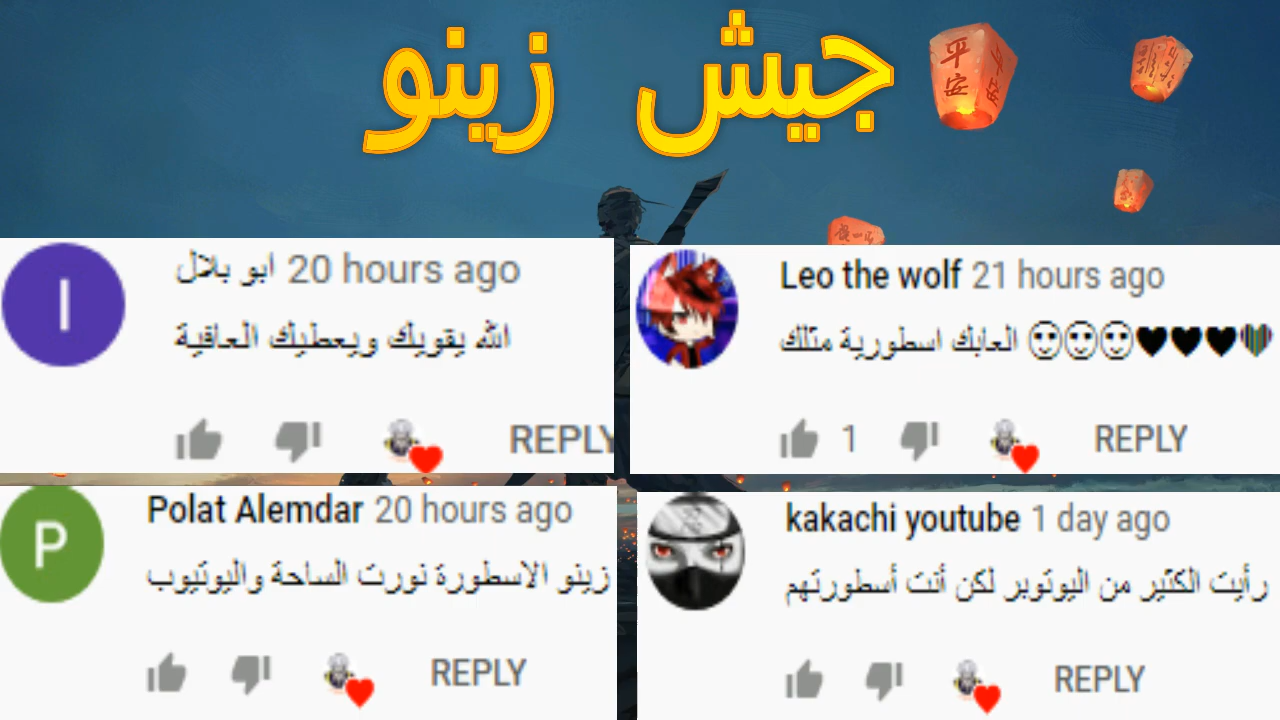 جيش زينو
平安
ابو بلال 20 hours ago
الله يقويك ويعطيك العافية
REPLY
Leo the wolf 21 hours ago
العابك اسطورية مثلك 😳😳😳🖤🖤🖤
1 REPLY
Polat Alemdar 20 hours ago
زينو الاسطورة نورت الساحة واليوتيوب
REPLY
kakachi youtube 1 day ago
رأيت الكثير من اليوتوبر لكن أنت أسطورتهم
REPLY
I
P